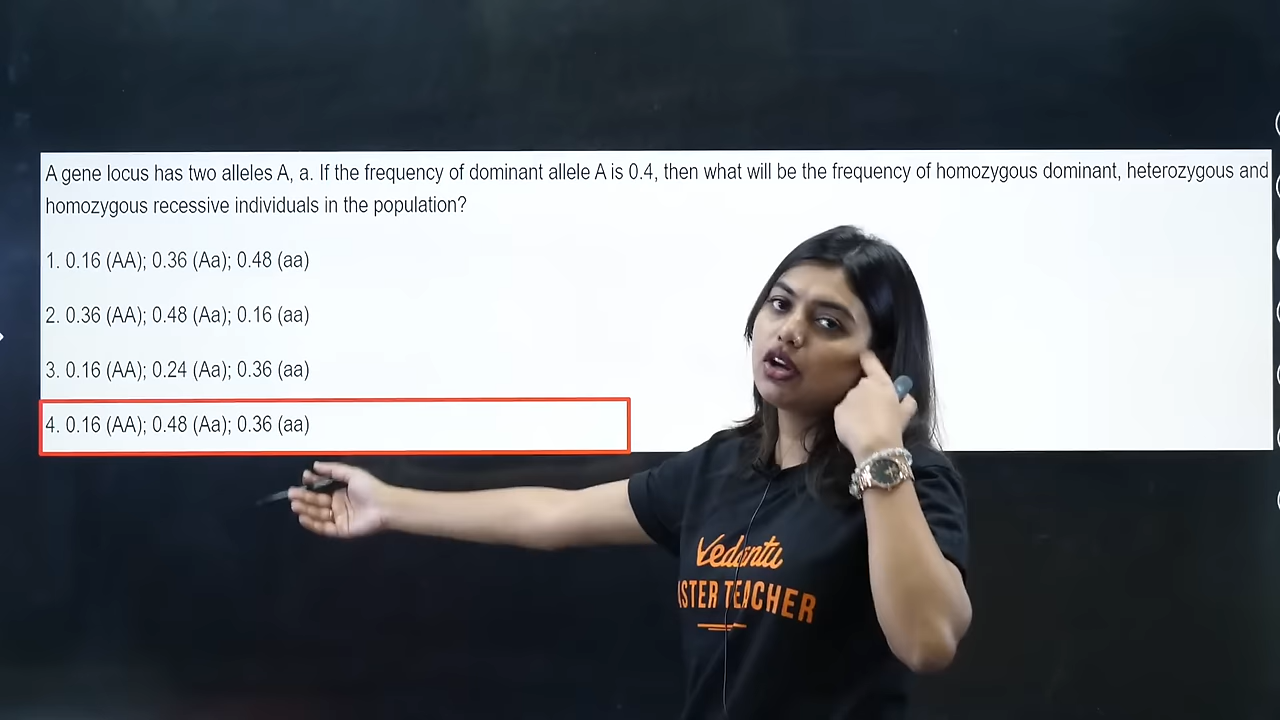 A gene locus has two alleles A, a. If the frequency of dominant allele A is 0.4, then what will be the frequency of homozygous dominant, heterozygous and
homozygous recessive individuals in the population?
1. 0.16 (AA); 0.36 (Aa); 0.48 (aa)
2. 0.36 (AA); 0.48 (Aa); 0.16 (aa)
3. 0.16 (AA); 0.24 (Aa); 0.36 (aa)
4. 0.16 (AA); 0.48 (Aa); 0.36 (aa)
Vedantu
TEACHER